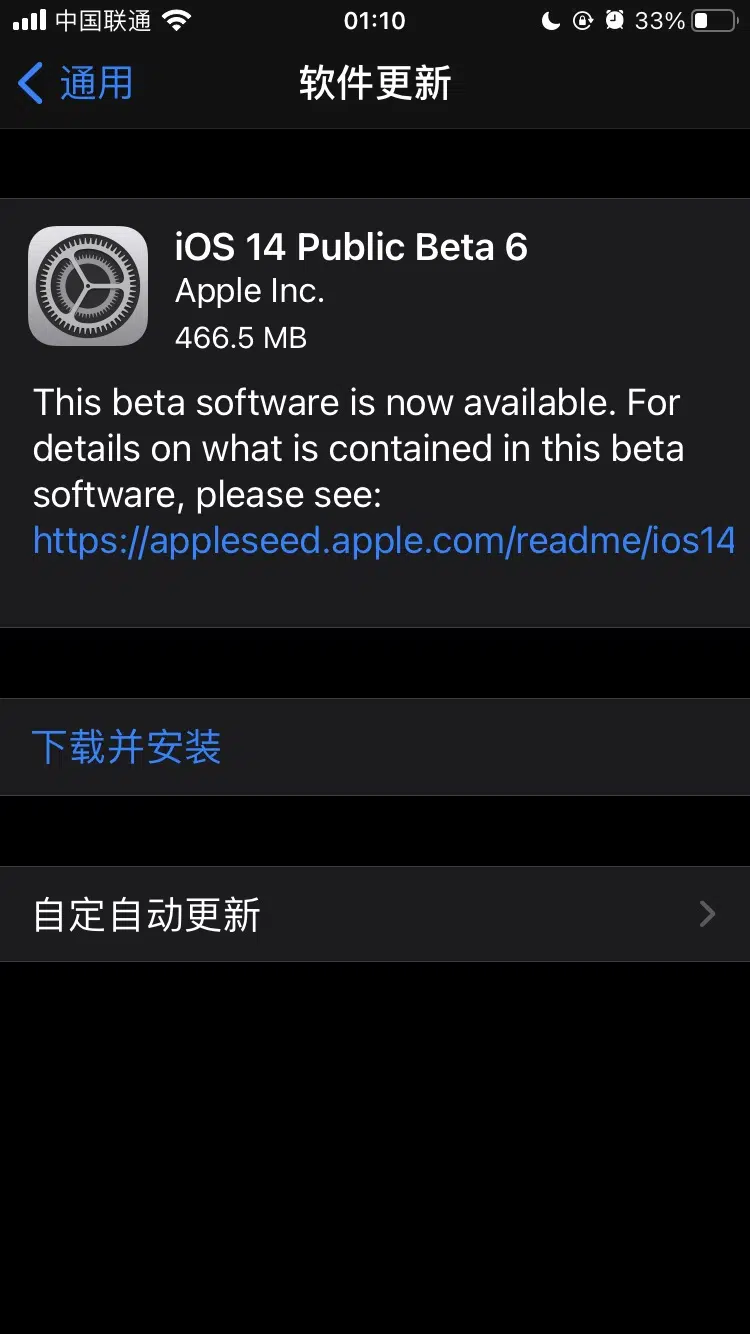 中国联通 01:10 33%
通用 软件更新
iOS 14 Public Beta 6
Apple Inc.
466.5 MB
This beta software is now available. For
details on what is contained in this beta
software, please see:
https://appleseed.apple.com/readme/ios14
下载并安装
自定自动更新